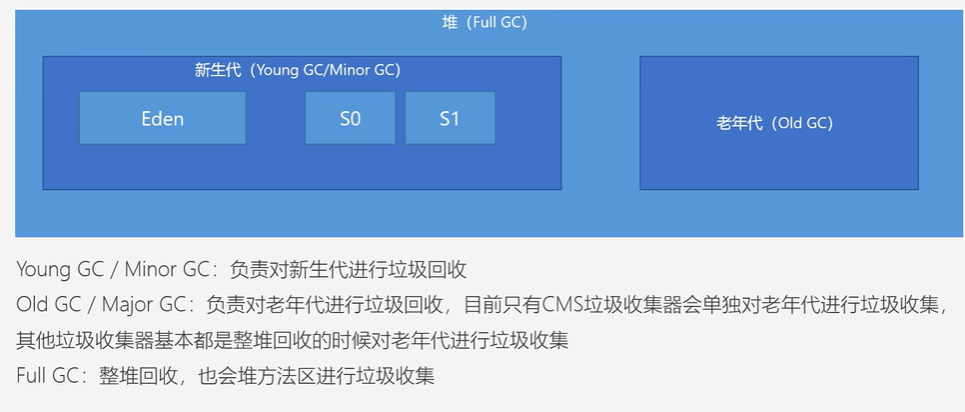 堆（Full GC）
新生代（Young GC/Minor GC）
Eden
S0
S1
老年代（Old GC）
Young GC / Minor GC：负责对新生代进行垃圾回收
Old GC / Major GC：负责对老年代进行垃圾回收，目前只有CMS垃圾收集器会单独对老年代进行垃圾收集，
其他垃圾收集器基本都是整堆回收的时候对老年代进行垃圾收集
Full GC：整堆回收，也会堆方法区进行垃圾收集